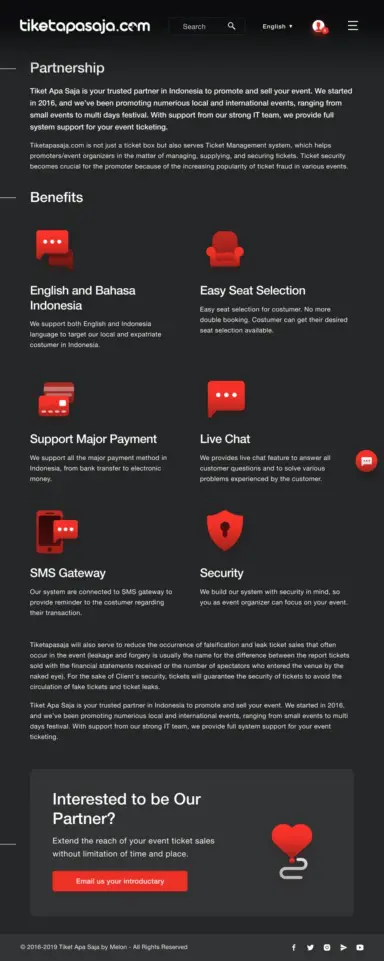 tiketapasaja.com
Search
English ▾
Partnership
Tiket Apa Saja is your trusted partner in Indonesia to promote and sell your event. We started
in 2016, and we've been promoting numerious local and international events, ranging from
small events to multi days festival. With support from our strong IT team, we provide full
system support for your event ticketing.
Tiketapasaja.com is not just a ticket box but also serves Ticket Management system, which helps
promoters/event organizers in the matter of managing, supplying, and securing tickets. Ticket security
becomes crucial for the promoter because of the increasing popularity of ticket fraud in various events.
Benefits
English and Bahasa
Indonesia
We support both English and Indonesia
language to target our local and expatriate
costumer in Indonesia.
Easy Seat Selection
Easy seat selection for costumer. No more
double booking. Costumer can get their desired
seat selection available.
Support Major Payment
We support all the major payment method in
Indonesia, from bank transfer to electronic
money.
Live Chat
We provides live chat feature to answer all
customer questions and to solve various
problems experienced by the customer.
SMS Gateway
Our system are connected to SMS gateway to
provide reminder to the costumer regarding
their transaction.
Security
We build our system with security in mind, so
you as event organizer can focus on your event.
Tiketapasaja will also serve to reduce the occurrence of falsification and leak ticket sales that often
occur in the event (leakage and forgery is usually the name for the difference between the report tickets
sold with the financial statements received or the number of spectators who entered the venue by the
naked eye). For the sake of Client's security, tickets will guarantee the security of tickets to avoid the
circulation of fake tickets and ticket leaks.
Tiket Apa Saja is your trusted partner in Indonesia to promote and sell your event. We started in 2016,
and we've been promoting numerious local and international events, ranging from small events to multi
days festival. With support from our strong IT team, we provide full system support for your event
ticketing.
Interested to be Our
Partner?
Extend the reach of your event ticket sales
without limitation of time and place.
Email us your introductary
© 2016-2019 Tiket Apa Saja by Melon - All Rights Reserved